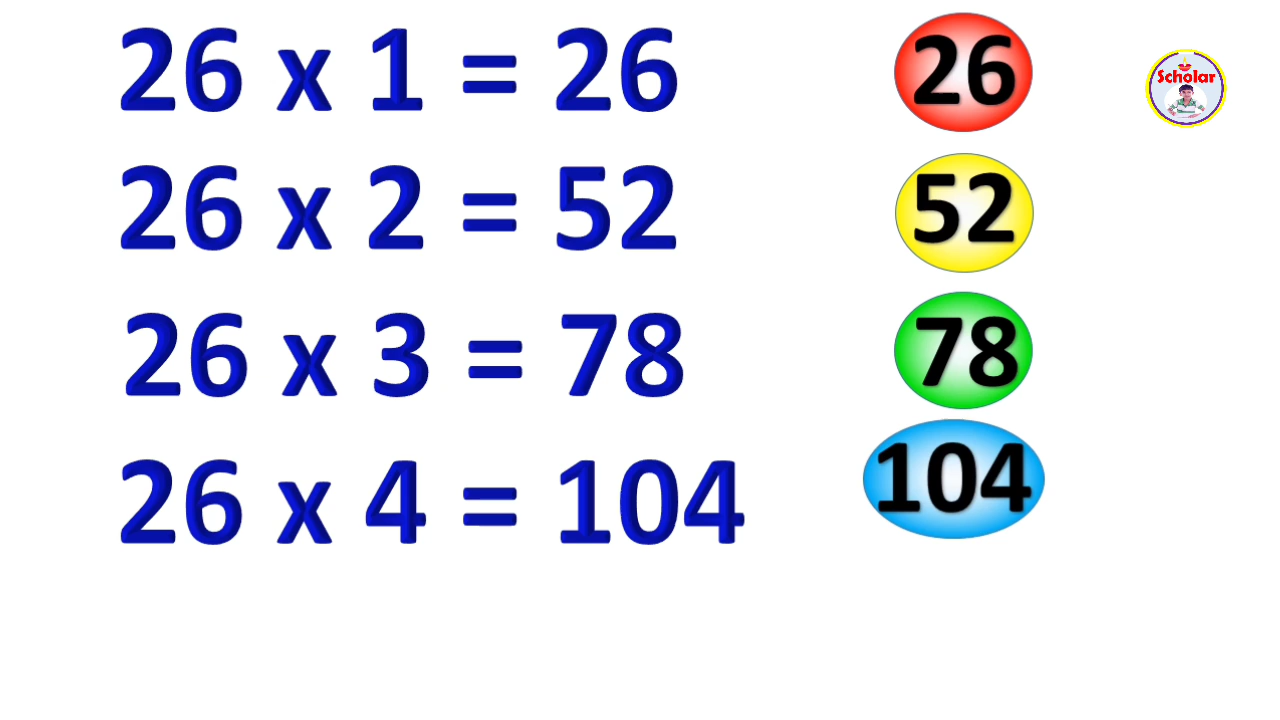 26 x 1 = 26
26
Scholar
26 x 2 = 52
52
26 x 3 = 78
78
26 x 4 = 104
104